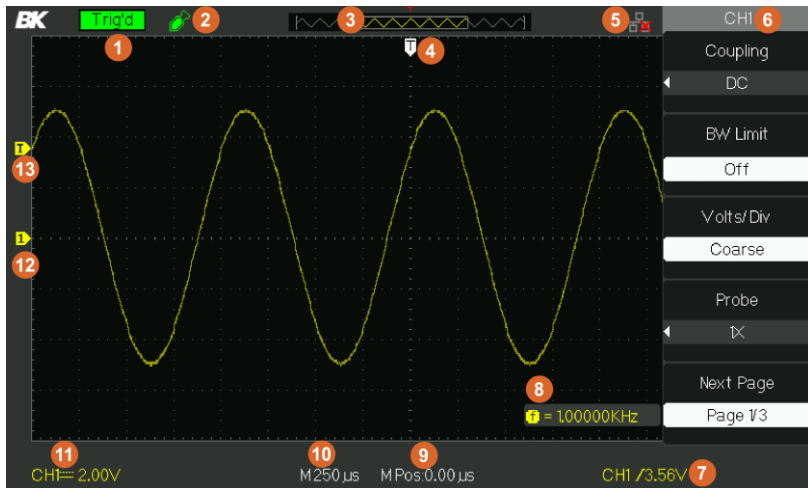 BK Trig'd 2 3 5 CH1 6
1 T 4
Coupling
DC
BW Limit
T
13
Off
Volts/Div
1
12
Coarse
Probe
1X
Next Page
8
f = 1.00000KHz
Page 1/3
11 10 9
CH1 2.00V M 250µs M Pos:0.00µs CH1 /3.56V 7